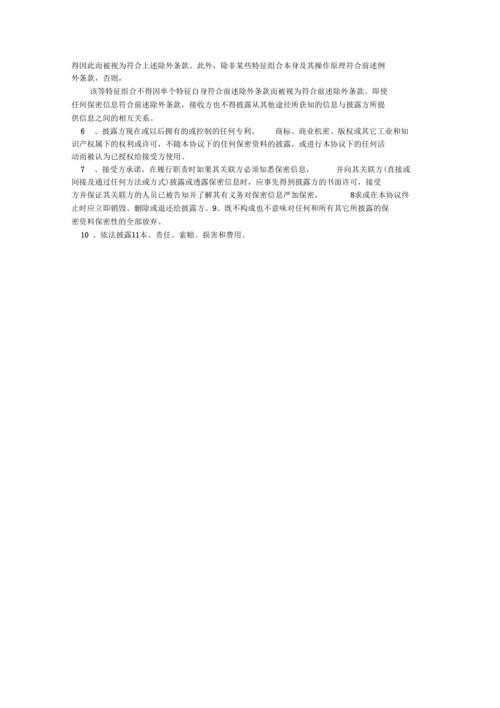 得因此而被视为符合上述除外条款。此外，除非某些特征组合本身及其操作原理符合前述例
外条款，否则，
该等特征组合不得因单个特征自身符合前述除外条款而被视为符合前述除外条款。即使
任何保密信息符合前述除外条款，接收方也不得披露从其他途径所获知的信息与披露方所提
供信息之间的相互关系。
6 、披露方现在或以后拥有的或控制的任何专利、 商标、商业机密、版权或其它工业和知
识产权属下的权利或许可，不随本协议下的任何保密资料的披露，或进行本协议下的任何活
动而被认为已授权给接受方使用。
7 、接受方承诺，在履行职责时如果其关联方必须知悉保密信息， 并向其关联方(直接或
间接及通过任何方法或方式)披露或透露保密信息时，应事先得到披露方的书面许可，接受
方并保证其关联方的人员已被告知并了解其有义务对保密信息严加保密， 8求或在本协议终
止时应立即销毁、删除或退还给披露方。9、既不构成也不意味对任何和所有其它所披露的保
密资料保密性的全部放弃。
10 、依法披露11本、责任、索赔、损害和费用。